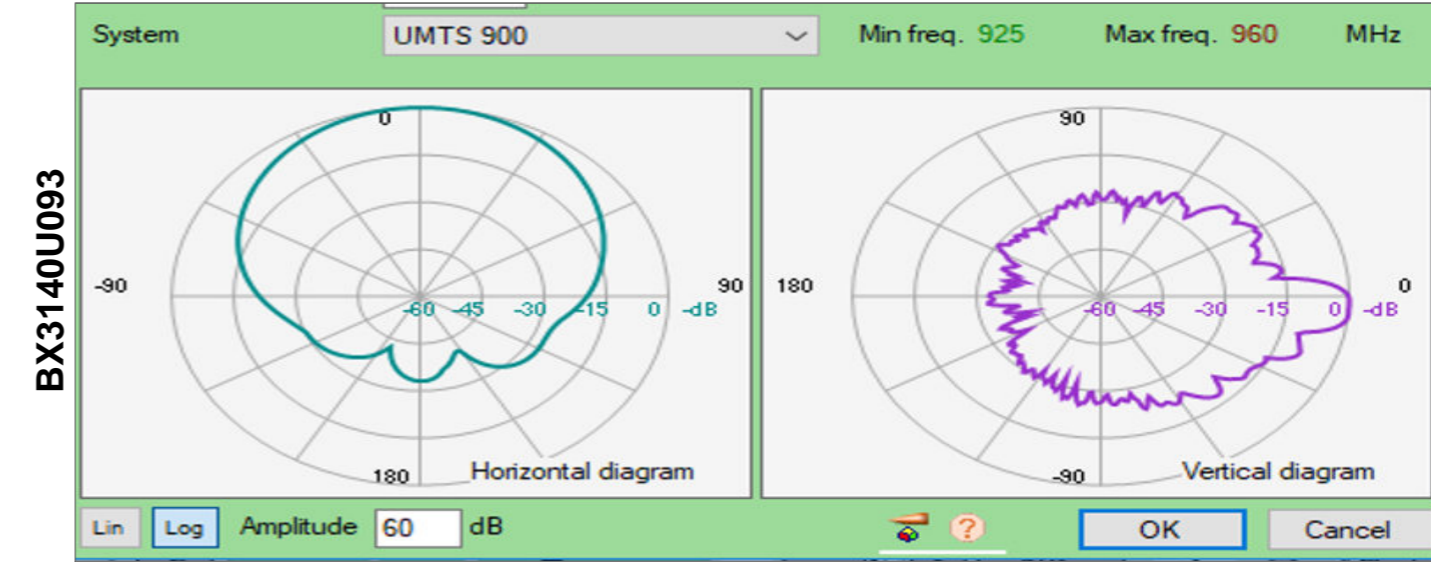 BX3140U093
System
UMTS 900
Min freq. 925
Max freq. 960
MHz
0
-90
90
-60 -45 -30 -15 0 -dB
180
Horizontal diagram
90
180
0
-60 -45 -30 -15 0 -dB
-90
Vertical diagram
Lin
Log
Amplitude
60
dB
?
OK
Cancel